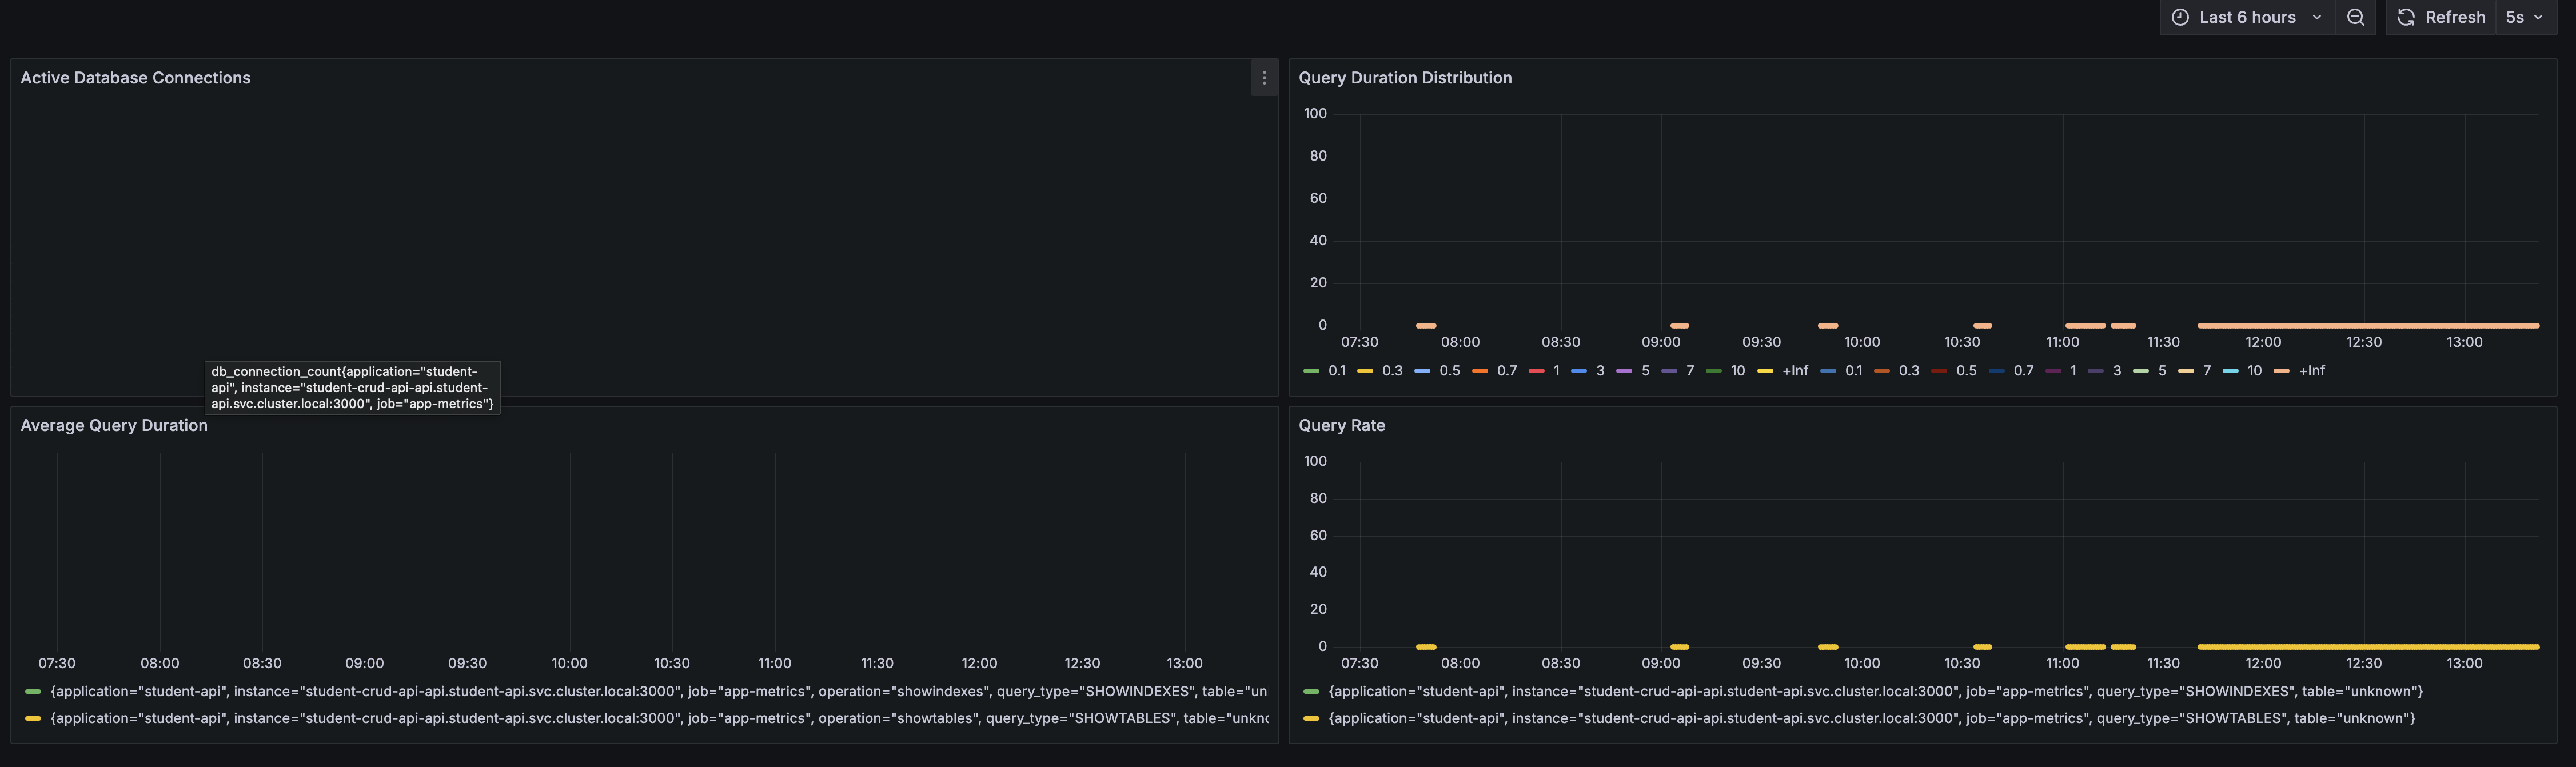 Last 6 hours Refresh 5s
Active Database Connections
db_connection_count{application="student-
api", instance="student-crud-api-api.student-
api.svc.cluster.local:3000", job="app-metrics"}
Query Duration Distribution
100
80
60
40
20
0
07:30 08:00 08:30 09:00 09:30 10:00 10:30 11:00 11:30 12:00 12:30 13:00
0.1 0.3 0.5 0.7 1 3 5 7 10 +Inf 0.1 0.3 0.5 0.7 1 3 5 7 10 +Inf
Average Query Duration
07:30 08:00 08:30 09:00 09:30 10:00 10:30 11:00 11:30 12:00 12:30 13:00
{application="student-api", instance="student-crud-api-api.student-api.svc.cluster.local:3000", job="app-metrics", operation="showindexes", query_type="SHOWINDEXES", table="un
{application="student-api", instance="student-crud-api-api.student-api.svc.cluster.local:3000", job="app-metrics", operation="showtables", query_type="SHOWTABLES", table="unkn
Query Rate
100
80
60
40
20
0
07:30 08:00 08:30 09:00 09:30 10:00 10:30 11:00 11:30 12:00 12:30 13:00
{application="student-api", instance="student-crud-api-api.student-api.svc.cluster.local:3000", job="app-metrics", query_type="SHOWINDEXES", table="unknown"}
{application="student-api", instance="student-crud-api-api.student-api.svc.cluster.local:3000", job="app-metrics", query_type="SHOWTABLES", table="unknown"}